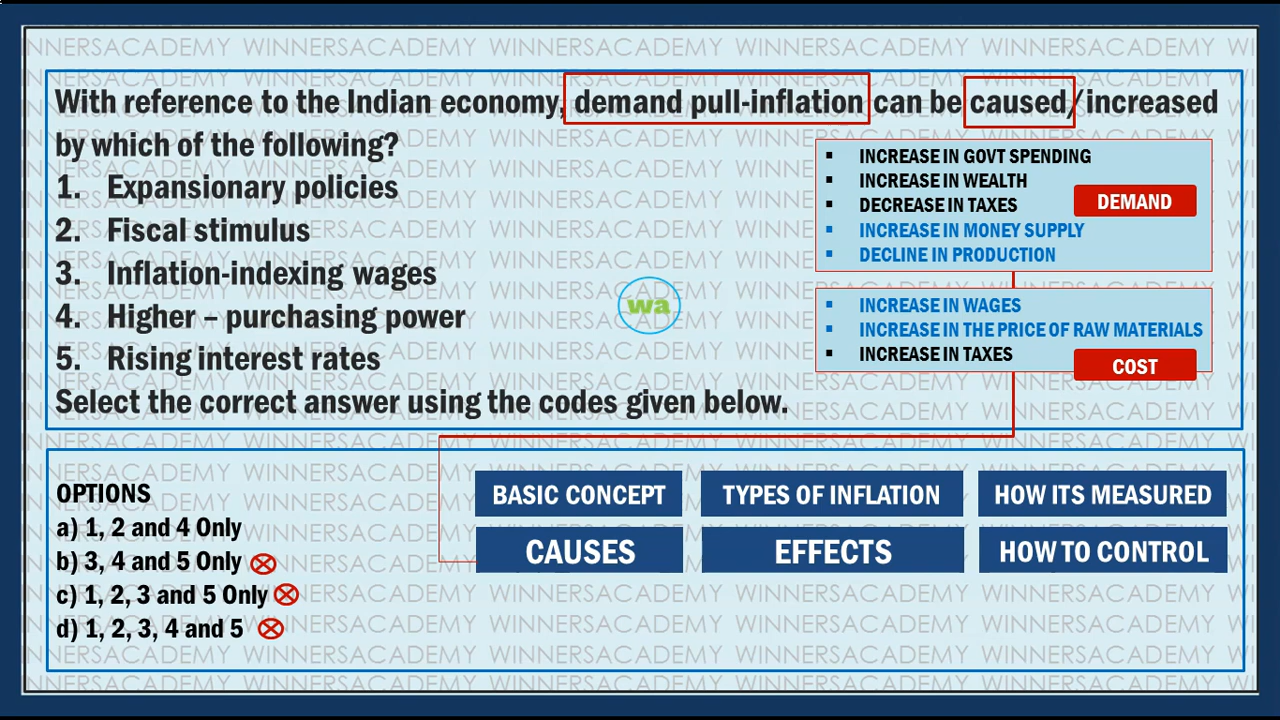 With reference to the Indian economy, demand pull-inflation can be caused/increased
by which of the following?
1. Expansionary policies
2. Fiscal stimulus
3. Inflation-indexing wages
4. Higher – purchasing power
5. Rising interest rates
Select the correct answer using the codes given below.
▪ INCREASE IN GOVT SPENDING
▪ INCREASE IN WEALTH
▪ DECREASE IN TAXES
DEMAND
▪ INCREASE IN MONEY SUPPLY
▪ DECLINE IN PRODUCTION
▪ INCREASE IN WAGES
▪ INCREASE IN THE PRICE OF RAW MATERIALS
▪ INCREASE IN TAXES
COST
wa
OPTIONS
a) 1, 2 and 4 Only
b) 3, 4 and 5 Only
c) 1, 2, 3 and 5 Only
d) 1, 2, 3, 4 and 5
BASIC CONCEPT
TYPES OF INFLATION
HOW ITS MEASURED
CAUSES
EFFECTS
HOW TO CONTROL
WINNERSACADEMY